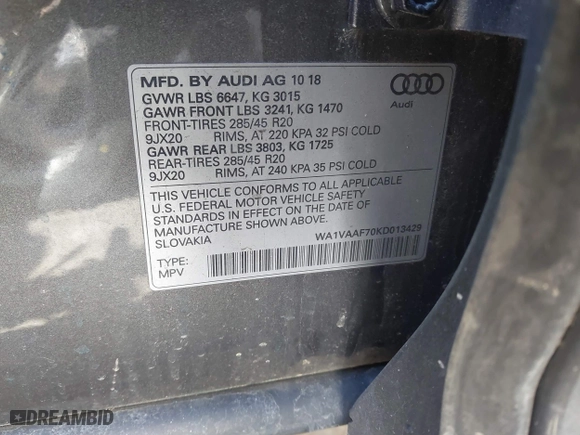 MFD. BY AUDI AG 10 18
GVWR LBS 6647, KG 3015
GAWR FRONT LBS 3241, KG 1470
FRONT-TIRES 285/45 R20
9JX20 RIMS, AT 220 KPA 32 PSI COLD
GAWR REAR LBS 3803, KG 1725
REAR-TIRES 285/45 R20
9JX20 RIMS, AT 240 KPA 35 PSI COLD
THIS VEHICLE CONFORMS TO ALL APPLICABLE
U.S. FEDERAL MOTOR VEHICLE SAFETY
STANDARDS IN EFFECT ON THE DATE OF
MANUFACTURE SHOWN ABOVE.
SLOVAKIA
WA1VAAF70KD013429
TYPE:
MPV
Audi
DREAMBID